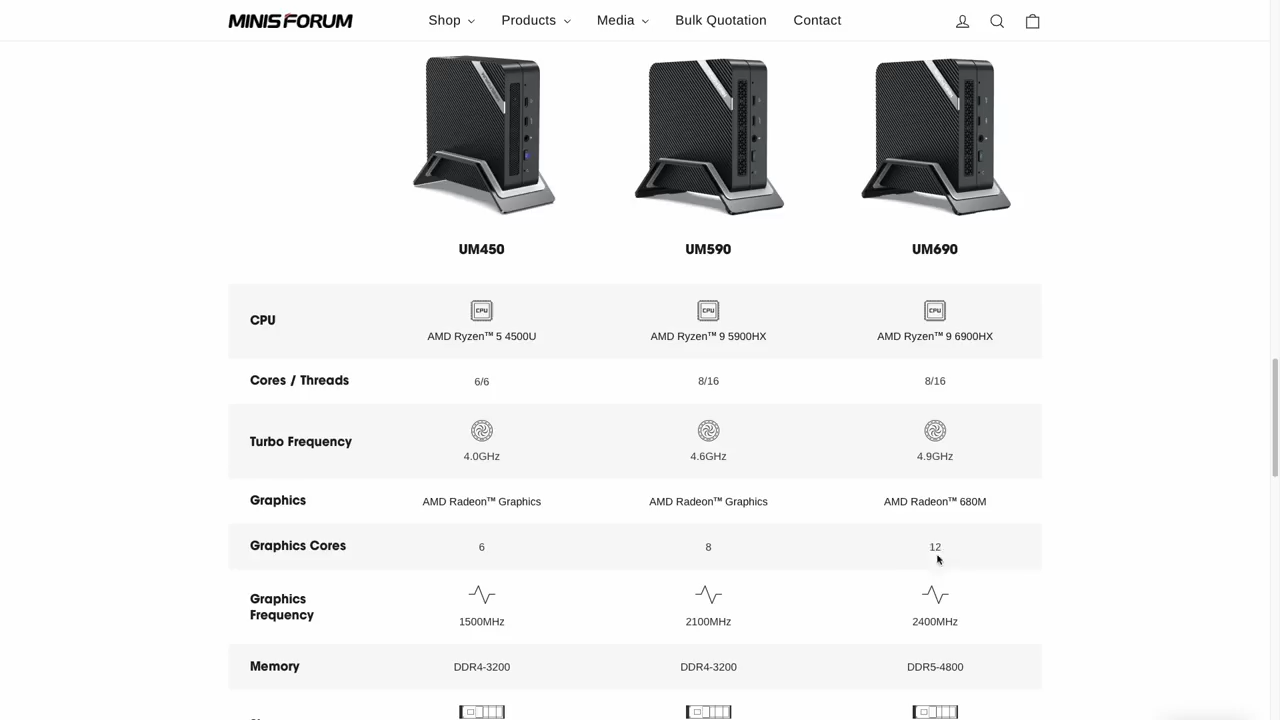 MINISFORUM
Shop Products Media Bulk Quotation Contact
UM450 UM590 UM690
CPU
CPU CPU CPU
AMD Ryzen™ 5 4500U AMD Ryzen™ 9 5900HX AMD Ryzen™ 9 6900HX
Cores / Threads 6/6 8/16 8/16
Turbo Frequency
4.0GHz 4.6GHz 4.9GHz
Graphics AMD Radeon™ Graphics AMD Radeon™ Graphics AMD Radeon™ 680M
Graphics Cores 6 8 12
Graphics
Frequency
1500MHz 2100MHz 2400MHz
Memory DDR4-3200 DDR4-3200 DDR5-4800